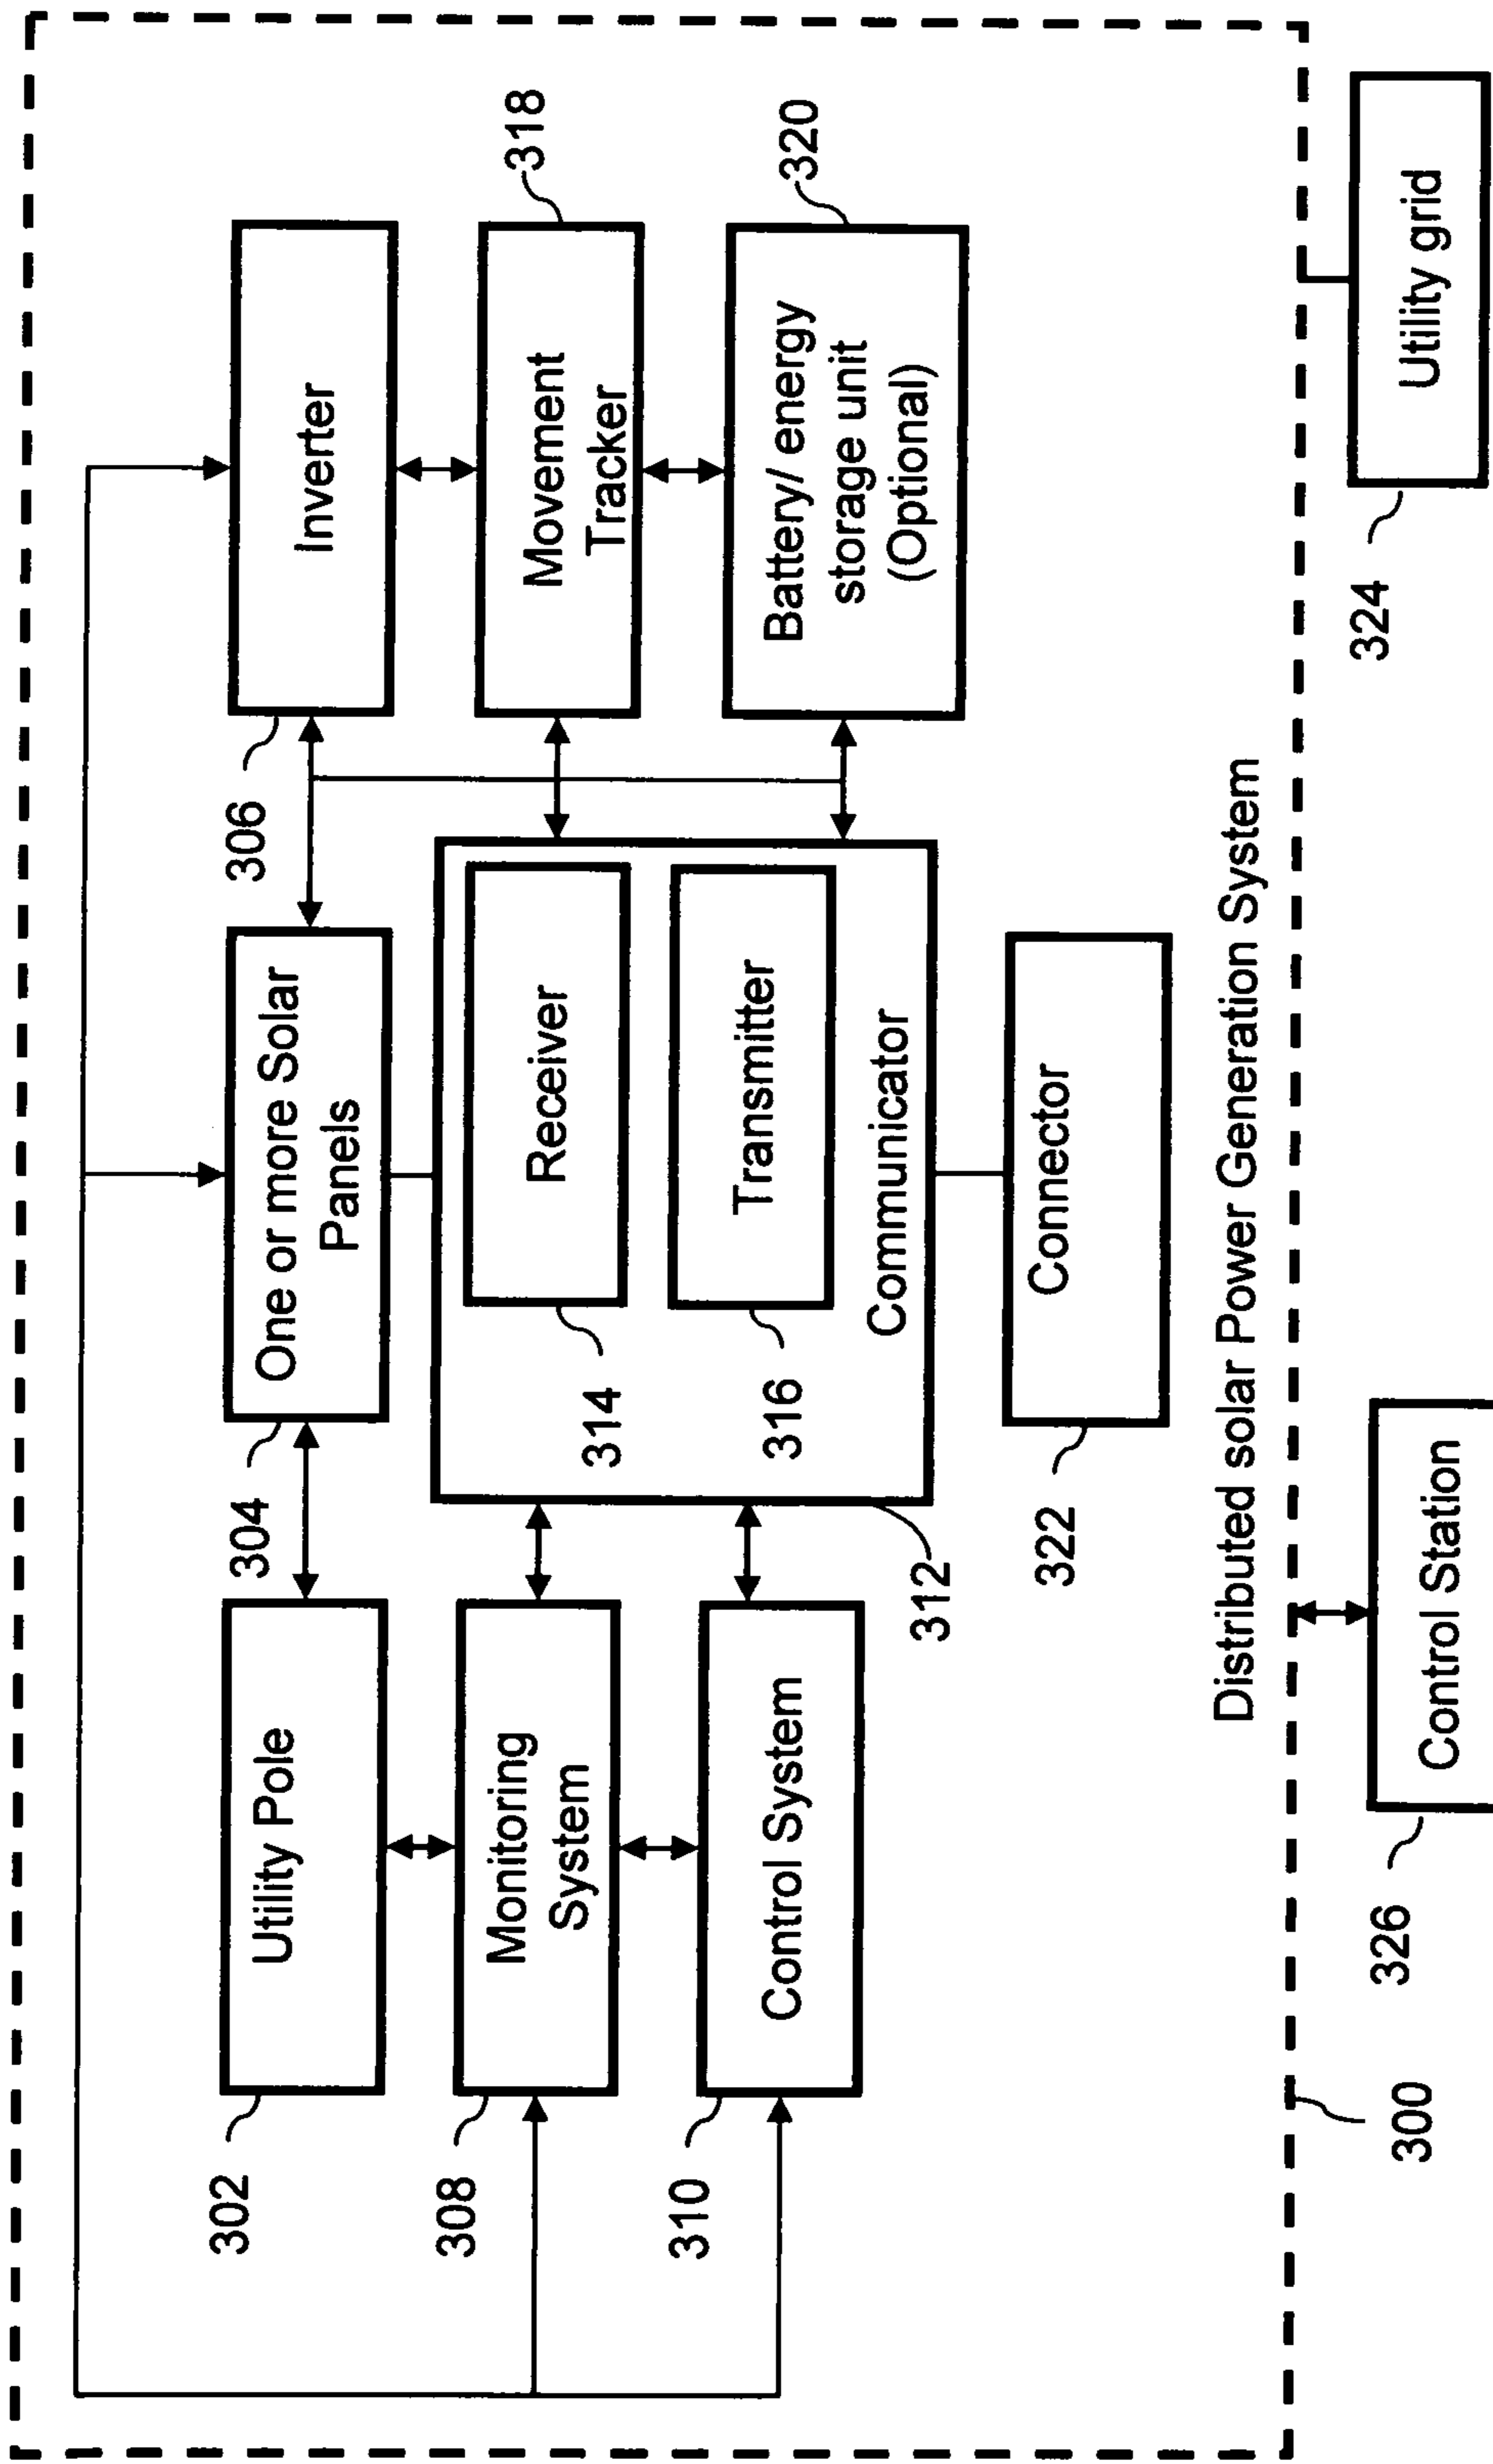 302
Utility Pole
304
One or more Solar
Panels
306
Inverter
308
Monitoring
System
314
Receiver
Movement
Tracker
318
310
Control System
316
Transmitter
Communicator
312
Battery/ energy
storage unit
(Optional)
320
322
Connector
Distributed solar Power Generation System
300
326
Control Station
324
Utility grid